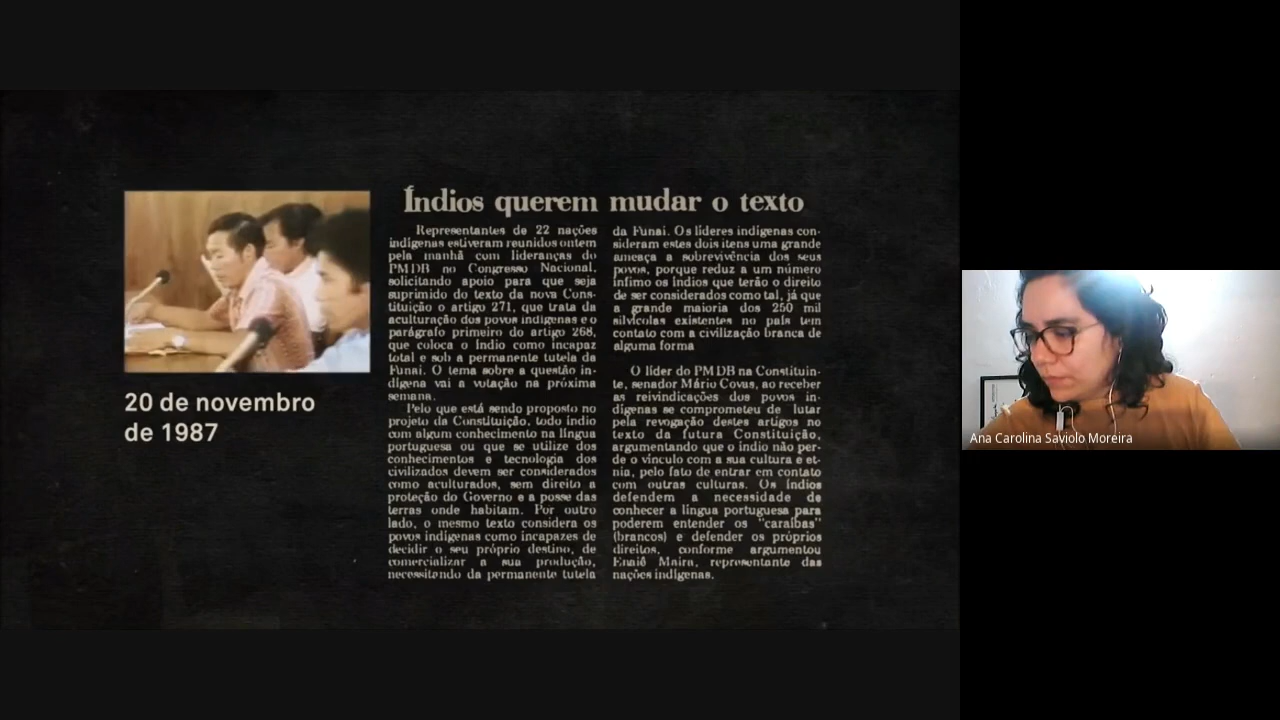 Índios querem mudar o texto
Representantes de 22 nações
indígenas estiveram reunidos ontem
pela manhã com lideranças do
PMDB no Congresso Nacional,
solicitando apoio para que seja
suprimido do texto da nova Cons-
tituição o artigo 271, que trata da
aculturação dos povos indígenas e o
parágrafo primeiro do artigo 268,
que coloca o índio como incapaz
total e sob a permanente tutela da
Funai. O tema sobre a questão in-
dígena vai a votação na próxima
semana.
Pelo que está sendo proposto no
projeto da Constituição, todo índio
com algum conhecimento na língua
portuguesa ou que se utilize dos
conhecimentos e tecnologia dos
civilizados devem ser considerados
como aculturados, sem direito a
proteção do Governo e a posse das
terras onde habitam. Por outro
lado, o mesmo texto considera os
povos indígenas como incapazes de
decidir o seu próprio destino, de
comercializar a sua produção,
necessitando da permanente tutela
da Funai. Os líderes indígenas con-
sideram estes dois itens uma grande
ameaça a sobrevivência dos seus
povos, porque reduz a um número
ínfimo os índios que terão o direito
de ser considerados como tal, já que
a grande maioria dos 250 mil
silvícolas existentes no país tem
contato com a civilização branca de
alguma forma
O líder do PMDB na Constituin-
te, senador Mário Covas, ao receber
as reivindicações dos povos in-
dígenas se comprometeu de lutar
pela revogação destes artigos no
texto da futura Constituição,
argumentando que o índio não per-
de o vínculo com a sua cultura e et-
nia, pelo fato de entrar em contato
com outras culturas. Os índios
defendem a necessidade de
conhecer a língua portuguesa para
poderem entender os "caraíbas"
(brancos) e defender os próprios
direitos, conforme argumentou
Maira, representante das
nações indígenas.
20 de novembro
de 1987
Ana Carolina Saviolo Moreira